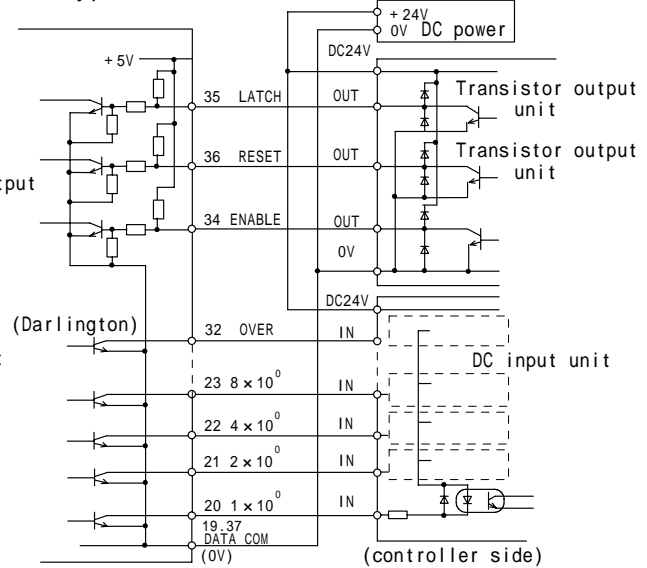 +24V
0V DC power
DC24V
+5V
35 LATCH OUT
Transistor output
unit
36 RESET OUT
Transistor output
unit
34 ENABLE OUT
0V
DC24V
(Darlington)
32 OVER IN
DC input unit
23 8×10⁰ IN
22 4×10⁰ IN
21 2×10⁰ IN
20 1×10⁰ IN
19.37
DATA COM
(0V)
(controller side)